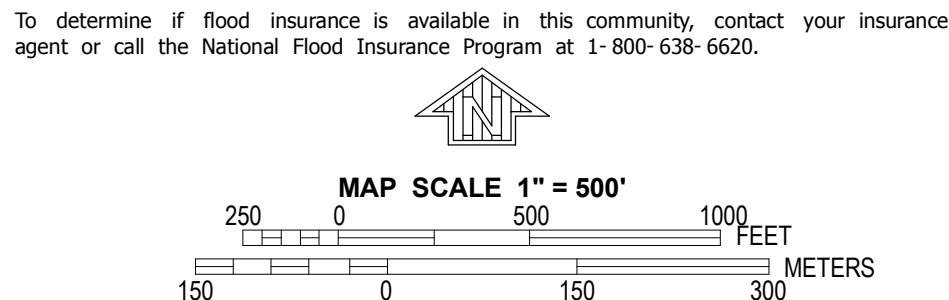 To determine if flood insurance is available in this community, contact your insurance
agent or call the National Flood Insurance Program at 1- 800- 638- 6620.
N
MAP SCALE 1" = 500'
250 0 500 1000
FEET
METERS
150 0 150 300